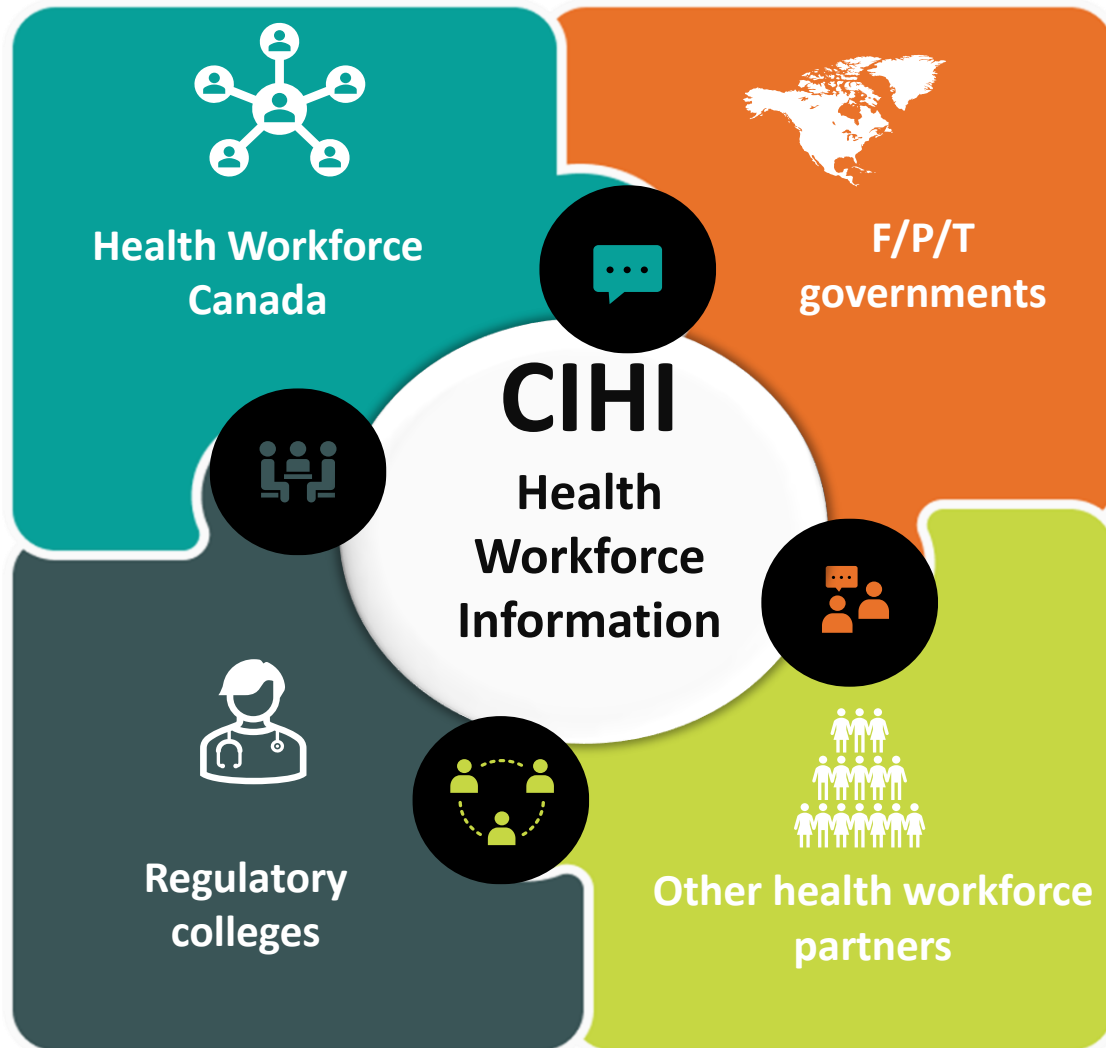 Health Workforce
Canada
F/P/T
governments
CIHI
Health
Workforce
Information
Regulatory
colleges
Other health workforce
partners